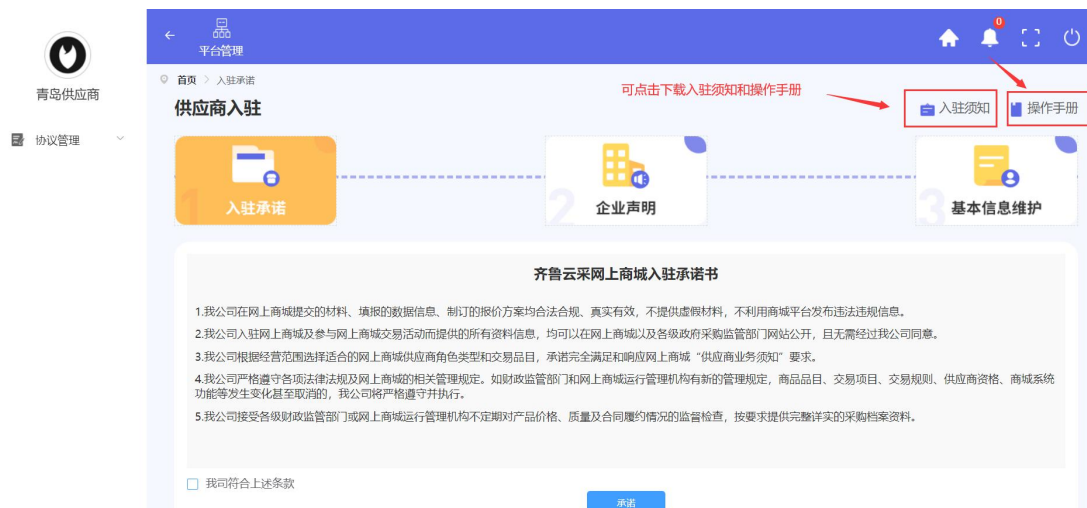 平台管理
0
青岛供应商
协议管理
首页 > 入驻承诺
可点击下载入驻须知和操作手册
供应商入驻
入驻须知
操作手册
1 入驻承诺
2 企业声明
3 基本信息维护
齐鲁云采网上商城入驻承诺书
1.我公司在网上商城提交的材料、填报的数据信息、制订的报价方案均合法合规、真实有效，不提供虚假材料，不利用商城平台发布违法违规信息。
2.我公司入驻网上商城及参与网上商城交易活动而提供的所有资料信息，均可以在网上商城以及各级政府采购监管部门网站公开，且无需经过我公司同意。
3.我公司根据经营范围选择适合的网上商城供应商角色类型和交易品目，承诺完全满足和响应网上商城“供应商业务须知”要求。
4.我公司严格遵守各项法律法规及网上商城的相关管理规定。如财政监管部门和网上商城运行管理机构有新的管理规定，商品品目、交易项目、交易规则、供应商资格、商城系统
功能等发生变化甚至取消的，我公司将严格遵守并执行。
5.我公司接受各级财政监管部门或网上商城运行管理机构不定期对产品价格、质量及合同履约情况的监督检查，按要求提供完整详实的采购档案资料。
我司符合上述条款
承诺